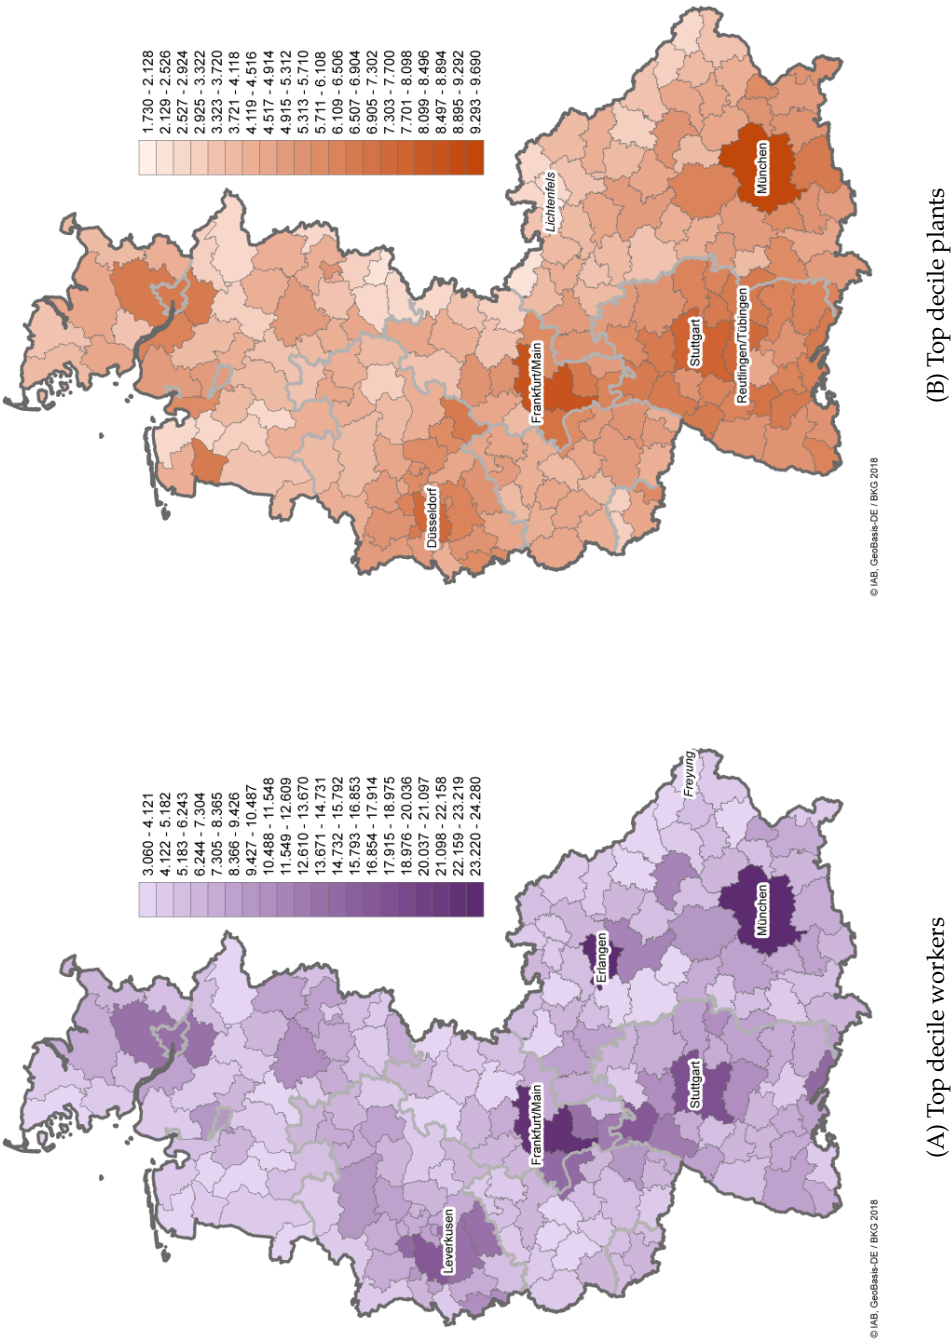 3.060 - 4.121
4.122 - 5.182
5.183 - 6.243
6.244 - 7.304
7.305 - 8.365
8.366 - 9.426
9.427 - 10.487
10.488 - 11.548
11.549 - 12.609
12.610 - 13.670
13.671 - 14.731
14.732 - 15.792
15.793 - 16.853
16.854 - 17.914
17.915 - 18.975
18.976 - 20.036
20.037 - 21.097
21.098 - 22.158
22.159 - 23.219
23.220 - 24.280
Leverkusen
Frankfurt/Main
Erlangen
Stuttgart
Freyung
München
© IAB, GeoBasis-DE / BKG 2018
(A) Top decile workers
1.730 - 2.128
2.129 - 2.526
2.527 - 2.924
2.925 - 3.322
3.323 - 3.720
3.721 - 4.118
4.119 - 4.516
4.517 - 4.914
4.915 - 5.312
5.313 - 5.710
5.711 - 6.108
6.109 - 6.506
6.507 - 6.904
6.905 - 7.302
7.303 - 7.700
7.701 - 8.098
8.099 - 8.496
8.497 - 8.894
8.895 - 9.292
9.293 - 9.690
Düsseldorf
Frankfurt/Main
Lichtenfels
Stuttgart
Reutlingen/Tübingen
München
© IAB, GeoBasis-DE / BKG 2018
(B) Top decile plants